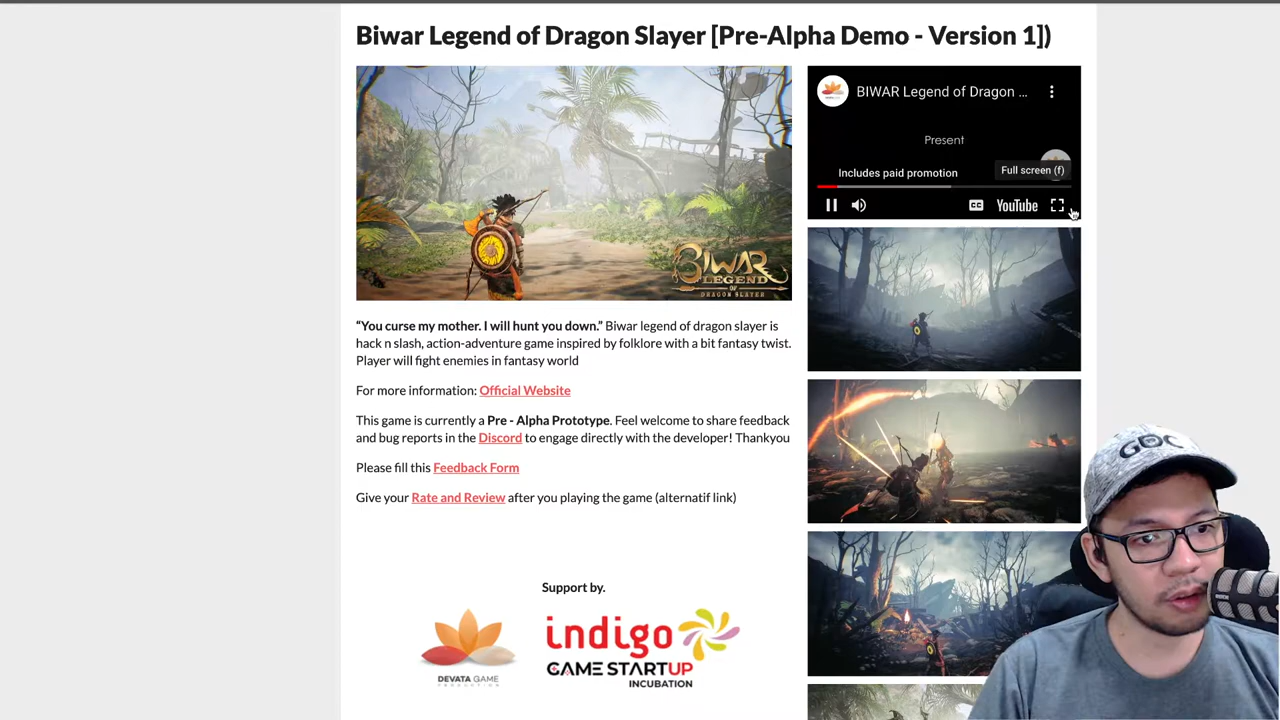 Biwar Legend of Dragon Slayer [Pre-Alpha Demo - Version 1])
BIWAR Legend of Dragon ...
Present
Includes paid promotion
Full screen (f)
CC
YouTube
BIWAR
LEGEND
OF
DRAGON SLAYER
“You curse my mother. I will hunt you down.” Biwar legend of dragon slayer is
hack n slash, action-adventure game inspired by folklore with a bit fantasy twist.
Player will fight enemies in fantasy world
For more information: Official Website
This game is currently a Pre - Alpha Prototype. Feel welcome to share feedback
and bug reports in the Discord to engage directly with the developer! Thankyou
Please fill this Feedback Form
Give your Rate and Review after you playing the game (alternatif link)
Support by.
DEVATA GAME
PRODUCTION
indigo
GAME STARTUP
INCUBATION
GDC